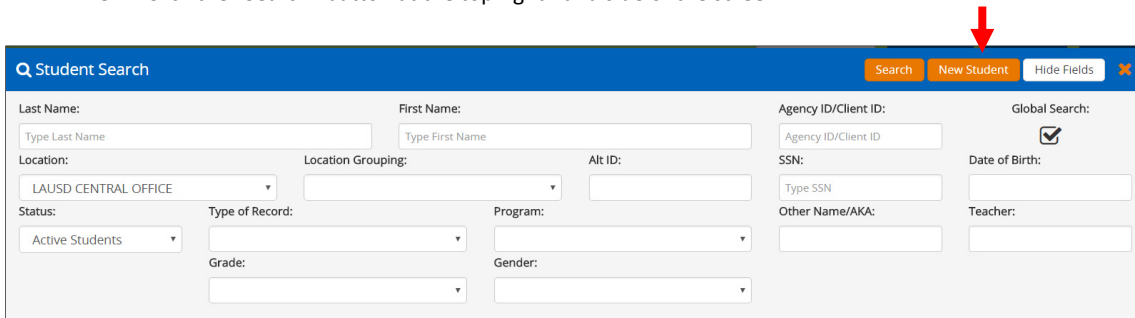 Student Search Search New Student Hide Fields
Last Name: First Name: Agency ID/Client ID: Global Search:
Type Last Name Type First Name Agency ID/Client ID
Location: Location Grouping: Alt ID: SSN: Date of Birth:
LAUSD CENTRAL OFFICE Type SSN
Status: Type of Record: Program: Other Name/AKA: Teacher:
Active Students
Grade: Gender: